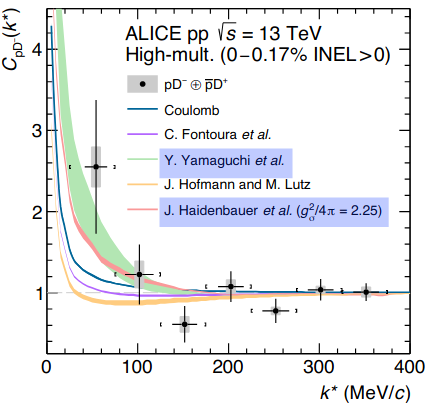 ALICE pp √s = 13 TeV
High-mult. (0−0.17% INEL>0)
pD⁻ ⊕ p̄D⁺
Coulomb
C. Fontoura et al.
Y. Yamaguchi et al.
J. Hofmann and M. Lutz
J. Haidenbauer et al. (g²σ/4π = 2.25)
C_pD⁻(k*)
4
3
2
1
0 100 200 300 400
k* (MeV/c)